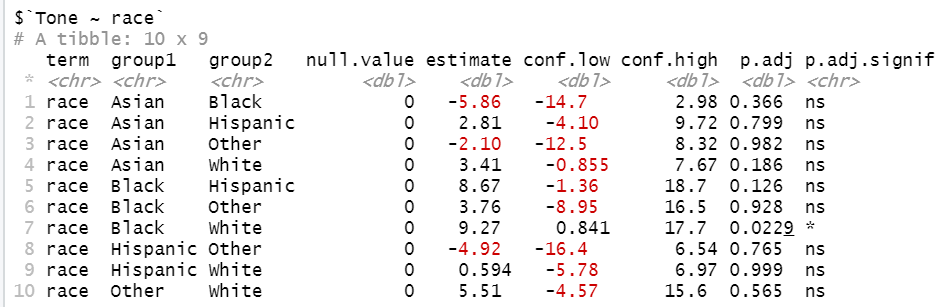 $`Tone ~ race`
# A tibble: 10 x 9
term group1 group2 null.value estimate conf.low conf.high p.adj p.adj.signif
* <chr> <chr> <chr> <dbl> <dbl> <dbl> <dbl> <dbl> <chr>
1 race Asian Black 0 -5.86 -14.7 2.98 0.366 ns
2 race Asian Hispanic 0 2.81 -4.10 9.72 0.799 ns
3 race Asian Other 0 -2.10 -12.5 8.32 0.982 ns
4 race Asian White 0 3.41 -0.855 7.67 0.186 ns
5 race Black Hispanic 0 8.67 -1.36 18.7 0.126 ns
6 race Black Other 0 3.76 -8.95 16.5 0.928 ns
7 race Black White 0 9.27 0.841 17.7 0.0229 *
8 race Hispanic Other 0 -4.92 -16.4 6.54 0.765 ns
9 race Hispanic White 0 0.594 -5.78 6.97 0.999 ns
10 race Other White 0 5.51 -4.57 15.6 0.565 ns